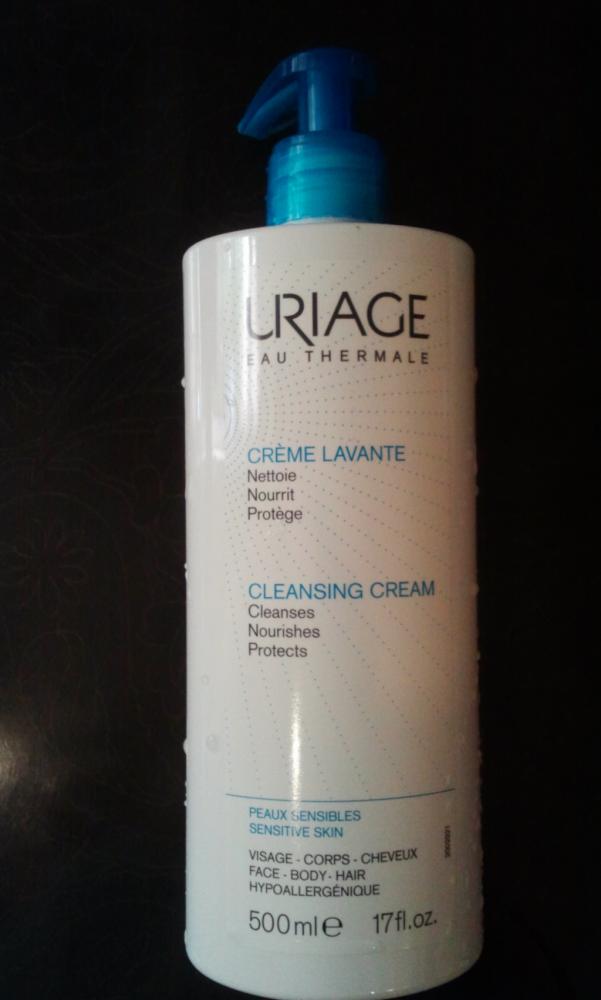 URIAGE
EAU THERMALE
CRÈME LAVANTE
Nettoie
Nourrit
Protège
CLEANSING CREAM
Cleanses
Nourishes
Protects
PEAUX SENSIBLES
SENSITIVE SKIN
VISAGE - CORPS - CHEVEUX
FACE - BODY - HAIR
HYPOALLERGÉNIQUE
500ml e 17fl.oz.